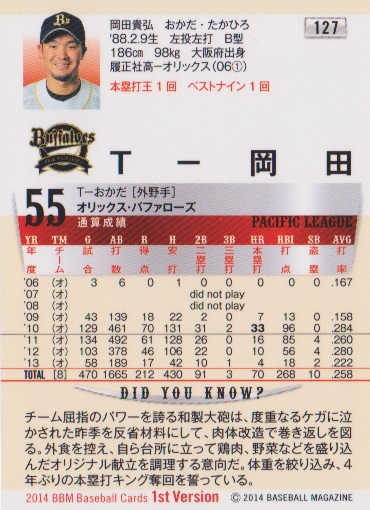 127
岡田貴弘 おかだ・たかひろ
'88.2.9生 左投左打 B型
186㎝ 98㎏ 大阪府出身
履正社高ーオリックス(06①)
本塁打王1回 ベストナイン1回
Buffaloes
T-岡田
55 T-おかだ [外野手]
オリックス・バファローズ
通算成績 PACIFIC LEAGUE
YR TM G AB R H 2B 3B HR RBI SB AVG
年度 チーム 試合 打数 得点 安打 二塁打 三塁打 本塁打 打点 盗塁 打率
'06 (オ) 3 6 0 1 0 0 0 0 0 .167
'07 (オ) did not play
'08 (オ) did not play
'09 (オ) 43 139 18 22 2 0 7 13 0 .158
'10 (オ) 129 461 70 131 31 2 33 96 0 .284
'11 (オ) 134 492 61 128 26 0 16 85 4 .260
'12 (オ) 103 378 46 106 22 1 10 56 4 .280
'13 (オ) 58 189 17 42 10 1 4 18 2 .222
TOTAL [8] 470 1665 212 430 91 3 70 268 10 .258
DID YOU KNOW?
チーム屈指のパワーを誇る和製大砲は、度重なるケガに泣
かされた昨季を反省材料にして、肉体改造で巻き返しを図
る。外食を控え、自ら台所に立って鶏肉、野菜などを盛り込
んだオリジナル献立を調理する意向だ。体重を絞り込み、4
年ぶりの本塁打キング奪回を誓っている。
2014 BBM Baseball Cards 1st Version ©2014 BASEBALL MAGAZINE